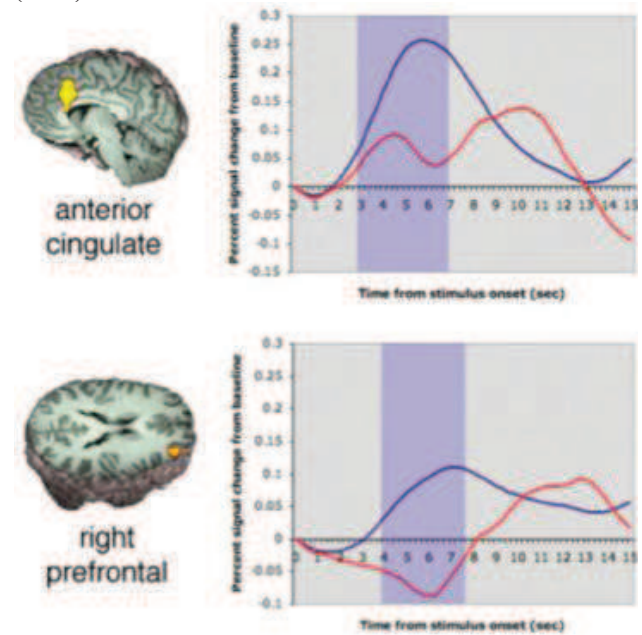 anterior
cingulate
Percent signal change from baseline
0.3
0.25
0.2
0.15
0.1
0.05
0
-0.05
-0.1
-0.15
0 1 2 3 4 5 6 7 8 9 10 11 12 13 14 15
Time from stimulus onset (sec)
right
prefrontal
Percent signal change from baseline
0.3
0.25
0.2
0.15
0.1
0.05
0
-0.05
-0.1
0 1 2 3 4 5 6 7 8 9 10 11 12 13 14 15
Time from stimulus onset (sec)